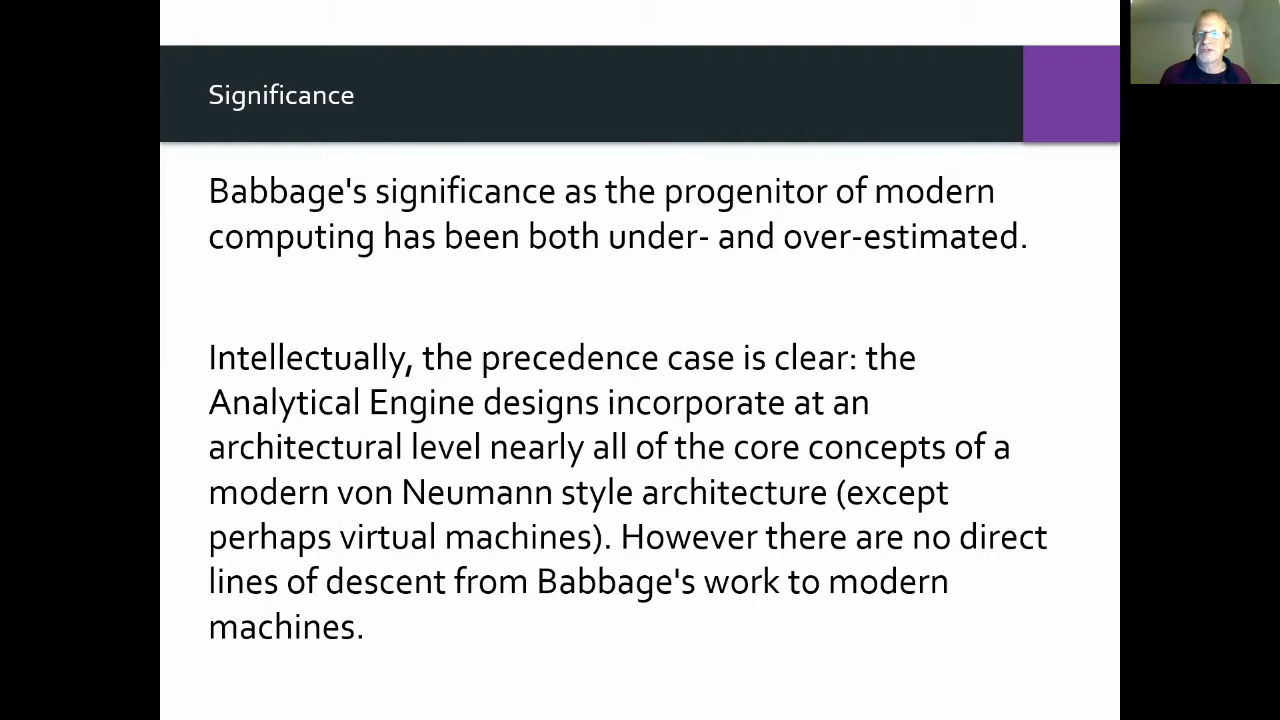 Significance
Babbage's significance as the progenitor of modern
computing has been both under- and over-estimated.
Intellectually, the precedence case is clear: the
Analytical Engine designs incorporate at an
architectural level nearly all of the core concepts of a
modern von Neumann style architecture (except
perhaps virtual machines). However there are no direct
lines of descent from Babbage's work to modern
machines.